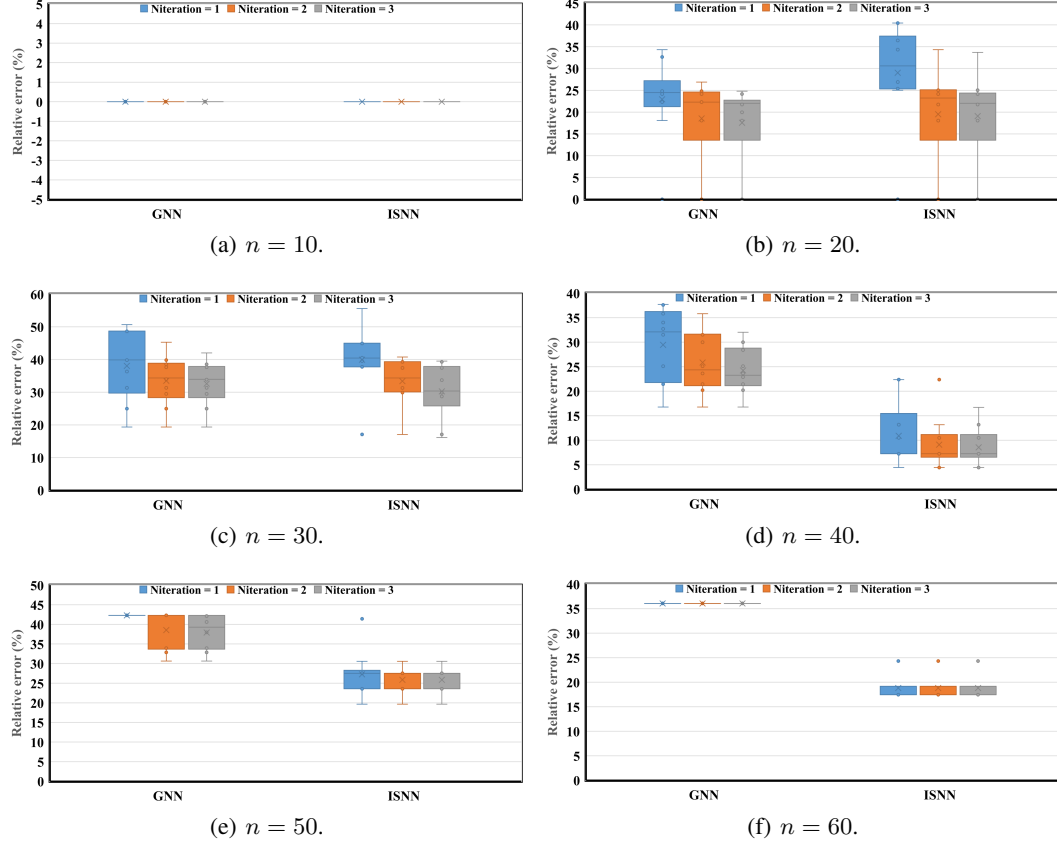 Niteration = 1 Niteration = 2 Niteration = 3
Relative error (%)
5
4
3
2
1
0
-1
-2
-3
-4
-5
GNN ISNN
(a) n = 10.
Niteration = 1 Niteration = 2 Niteration = 3
Relative error (%)
45
40
35
30
25
20
15
10
5
0
GNN ISNN
(b) n = 20.
Niteration = 1 Niteration = 2 Niteration = 3
Relative error (%)
60
50
40
30
20
10
0
GNN ISNN
(c) n = 30.
Niteration = 1 Niteration = 2 Niteration = 3
Relative error (%)
40
35
30
25
20
15
10
5
0
GNN ISNN
(d) n = 40.
Niteration = 1 Niteration = 2 Niteration = 3
Relative error (%)
50
45
40
35
30
25
20
15
10
5
0
GNN ISNN
(e) n = 50.
Niteration = 1 Niteration = 2 Niteration = 3
Relative error (%)
40
35
30
25
20
15
10
5
0
GNN ISNN
(f) n = 60.